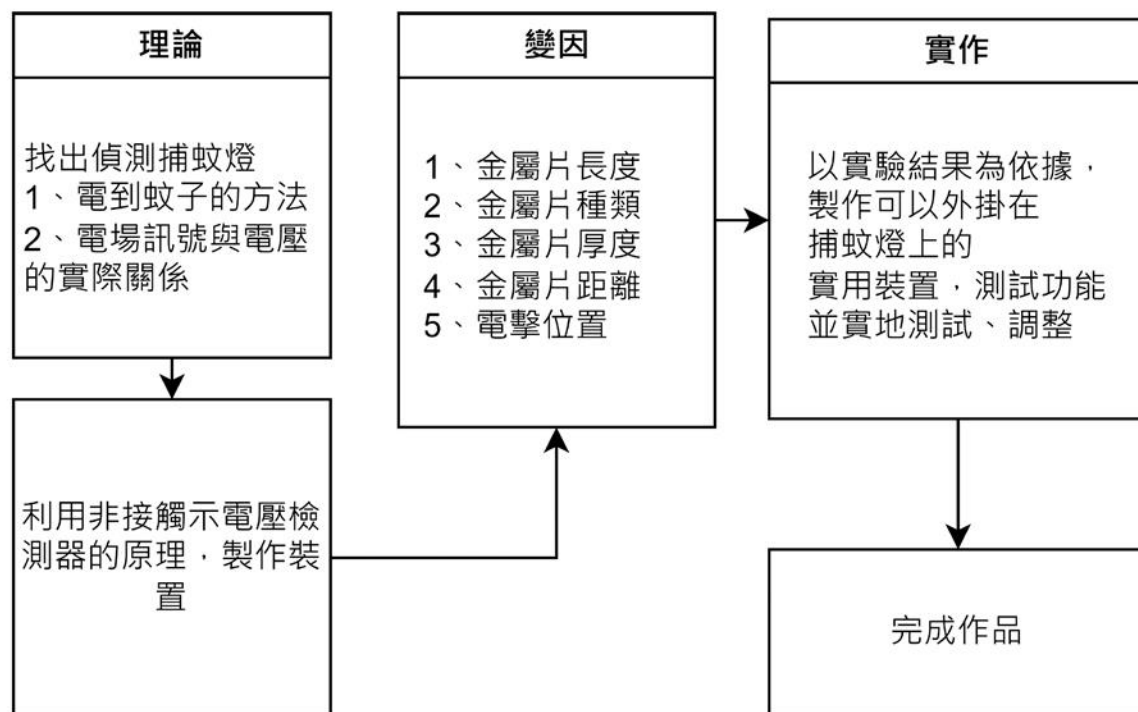 理論
找出偵測捕蚊燈
1、電到蚊子的方法
2、電場訊號與電壓
的實際關係
利用非接觸示電壓檢
測器的原理，製作裝
置
變因
1、金屬片長度
2、金屬片種類
3、金屬片厚度
4、金屬片距離
5、電擊位置
實作
以實驗結果為依據，
製作可以外掛在
捕蚊燈上的
實用裝置，測試功能
並實地測試、調整
完成作品